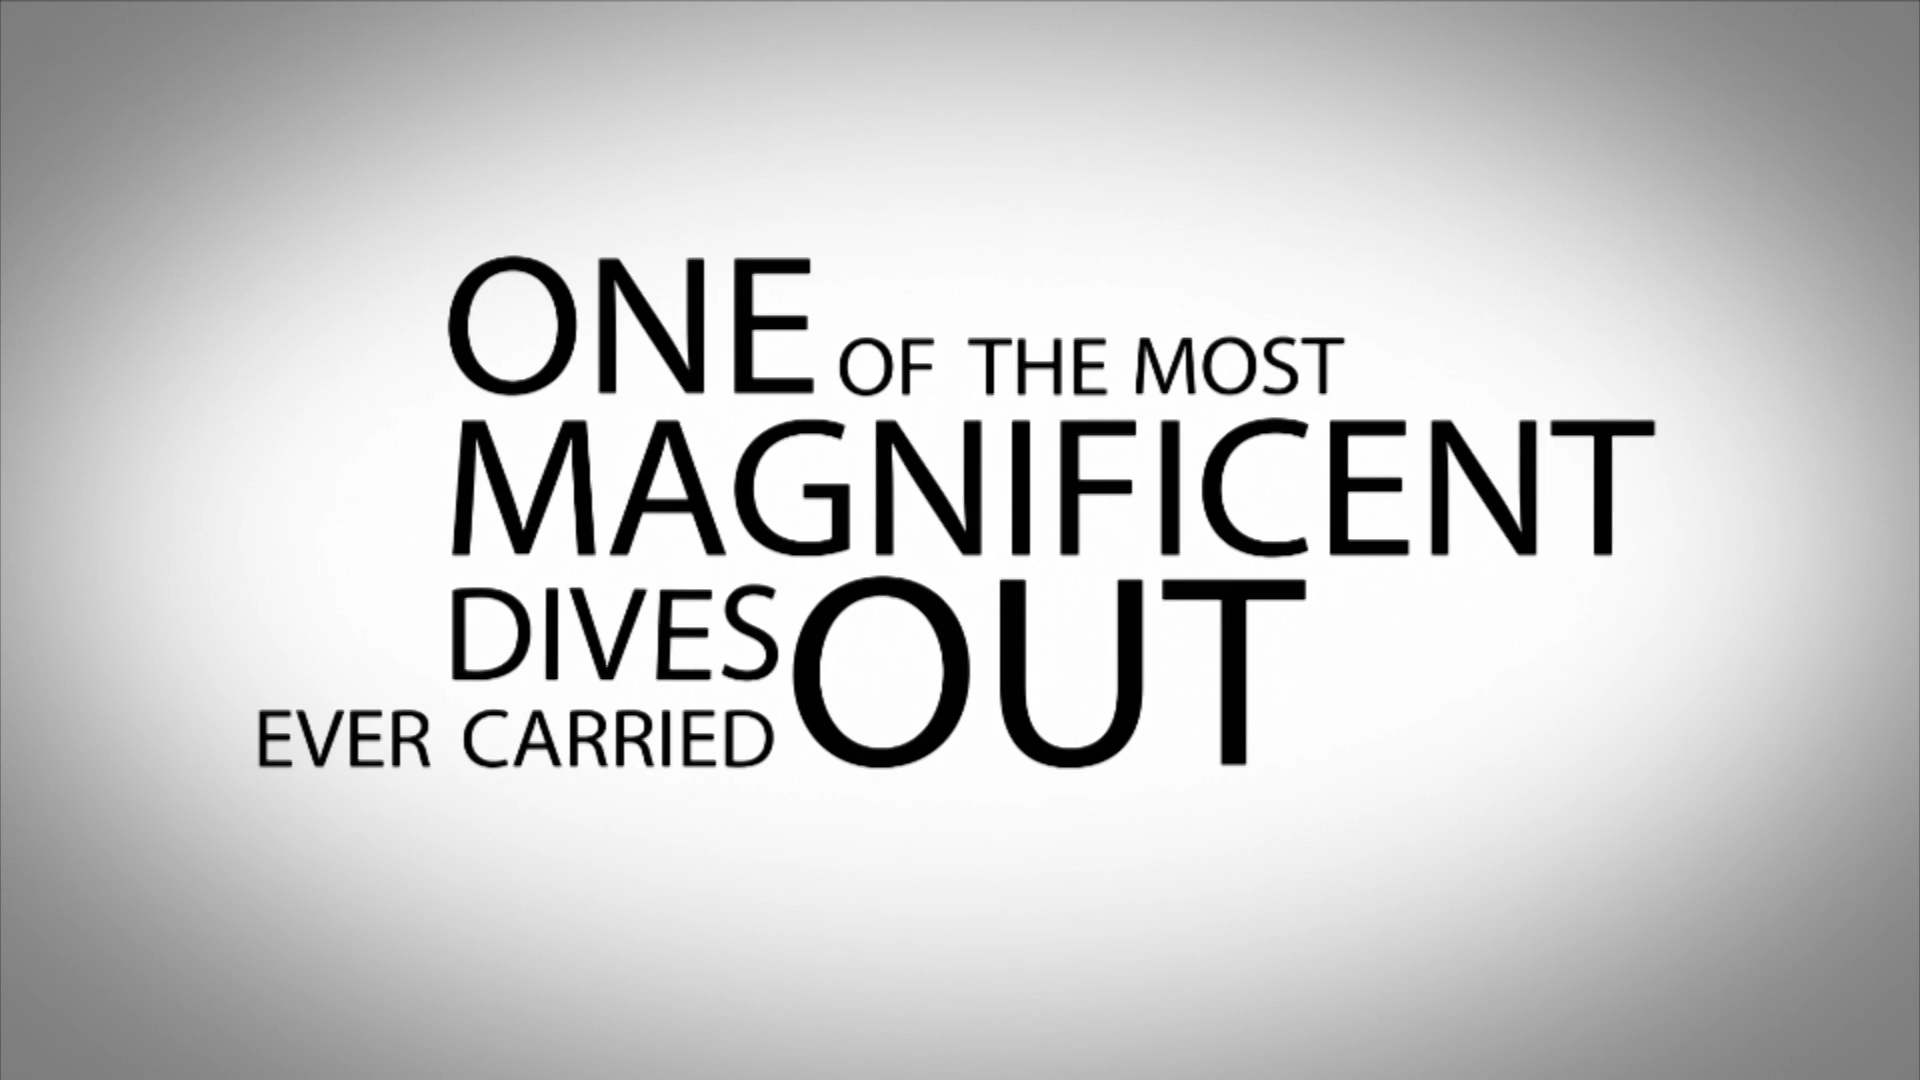 ONE OF THE MOST
MAGNIFICENT
DIVES
EVER CARRIED OUT